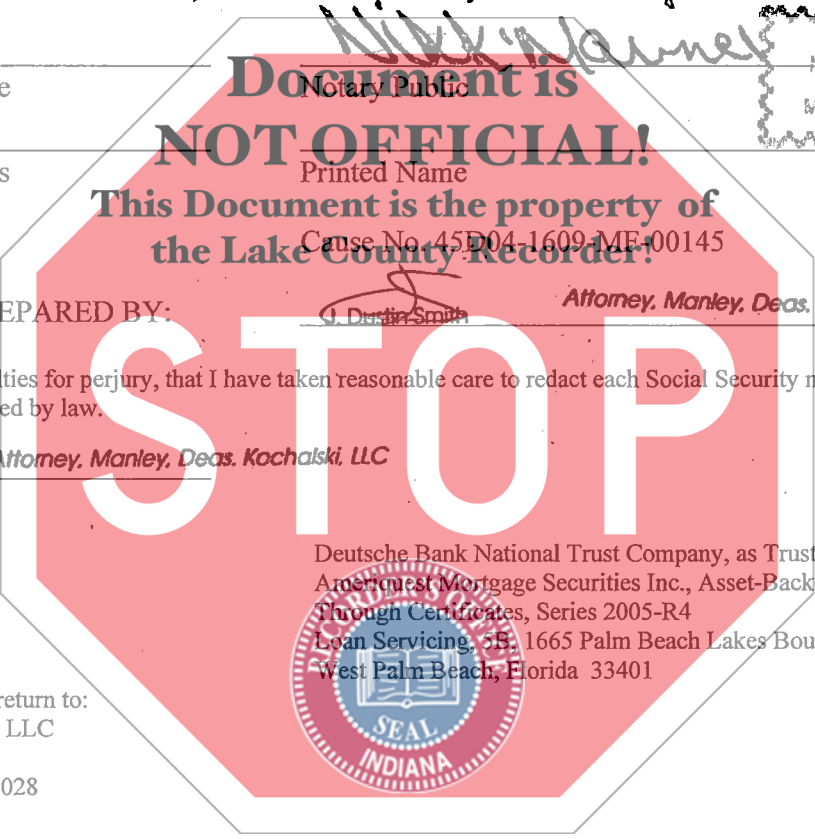 Document is
Notary Public
NOT OFFICIAL!
Printed Name
This Document is the property of
Cause No. 45D04-1609-MF-00145
the Lake County Recorder!
EPARED BY:
J. Dustin Smith
Attorney, Manley, Deas.
STOP
lties for perjury, that I have taken reasonable care to redact each Social Security n
ed by law.
Attorney, Manley, Deas. Kochalski, LLC
Deutsche Bank National Trust Company, as Trust
Ameriquest Mortgage Securities Inc., Asset-Back
Through Certificates, Series 2005-R4
Loan Servicing, 5B, 1665 Palm Beach Lakes Bou
West Palm Beach, Florida 33401
RECORDER'S OFFICE
SEAL
INDIANA
return to:
LLC
028